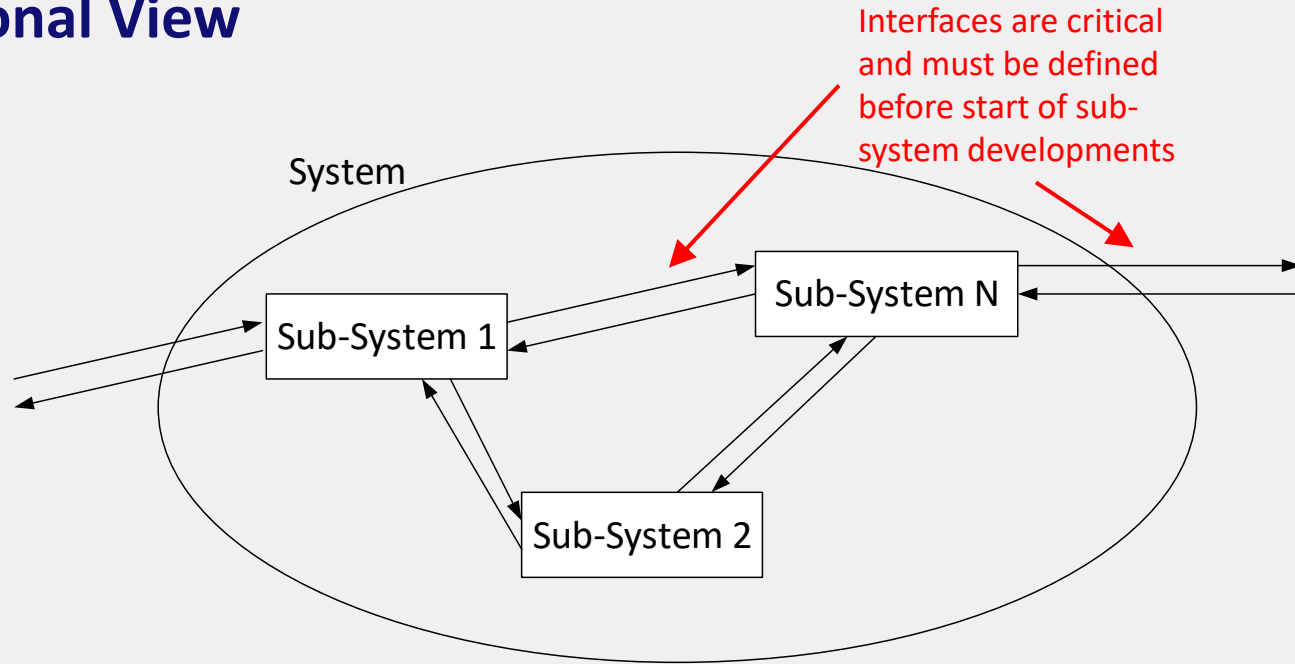 onal View
Interfaces are critical
and must be defined
before start of sub-
system developments
System
Sub-System N
Sub-System 1
Sub-System 2